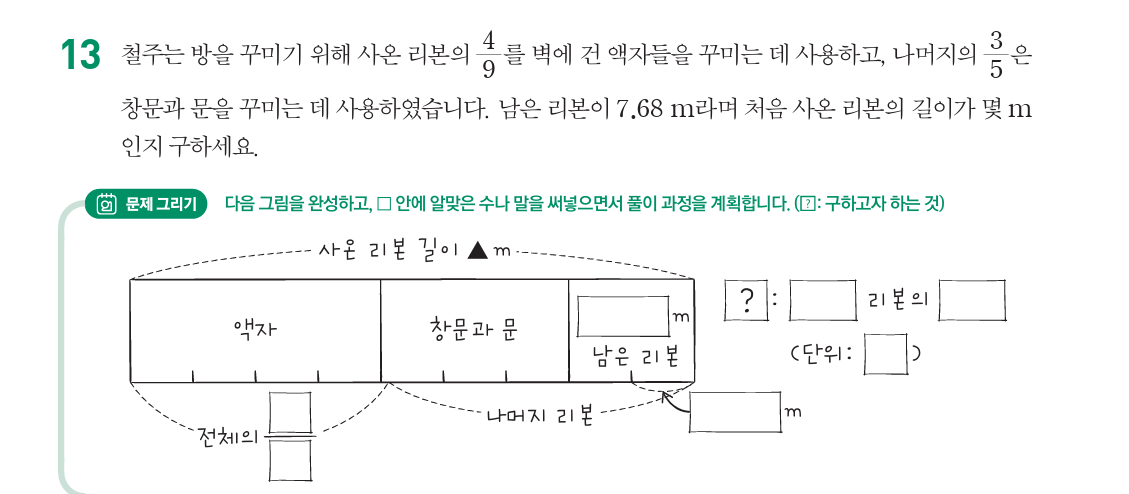 13 철주는 방을 꾸미기 위해 사온 리본의 4/9를 벽에 건 액자들을 꾸미는 데 사용하고, 나머지의 3/5은
창문과 문을 꾸미는 데 사용하였습니다. 남은 리본이 7.68 m라며 처음 사온 리본의 길이가 몇 m
인지 구하세요.
문제 그리기 다음 그림을 완성하고, □ 안에 알맞은 수나 말을 써넣으면서 풀이 과정을 계획합니다. (?: 구하고자 하는 것)
사온 리본 길이 ▲ m
액자
창문과 문
□ m
남은 리본
?: □ 리본의 □
(단위: □)
전체의 □/□
나머지 리본
□ m